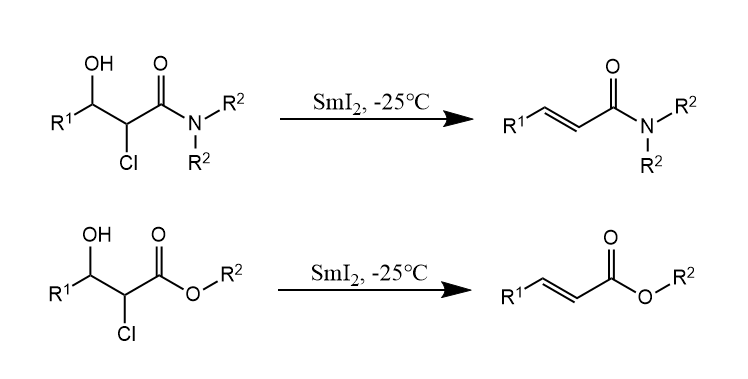 OH
O
R¹
Cl
N
R²
R²
SmI₂, -25℃
R¹
O
N
R²
R²
OH
O
R¹
Cl
O
R²
SmI₂, -25℃
R¹
O
O
R²